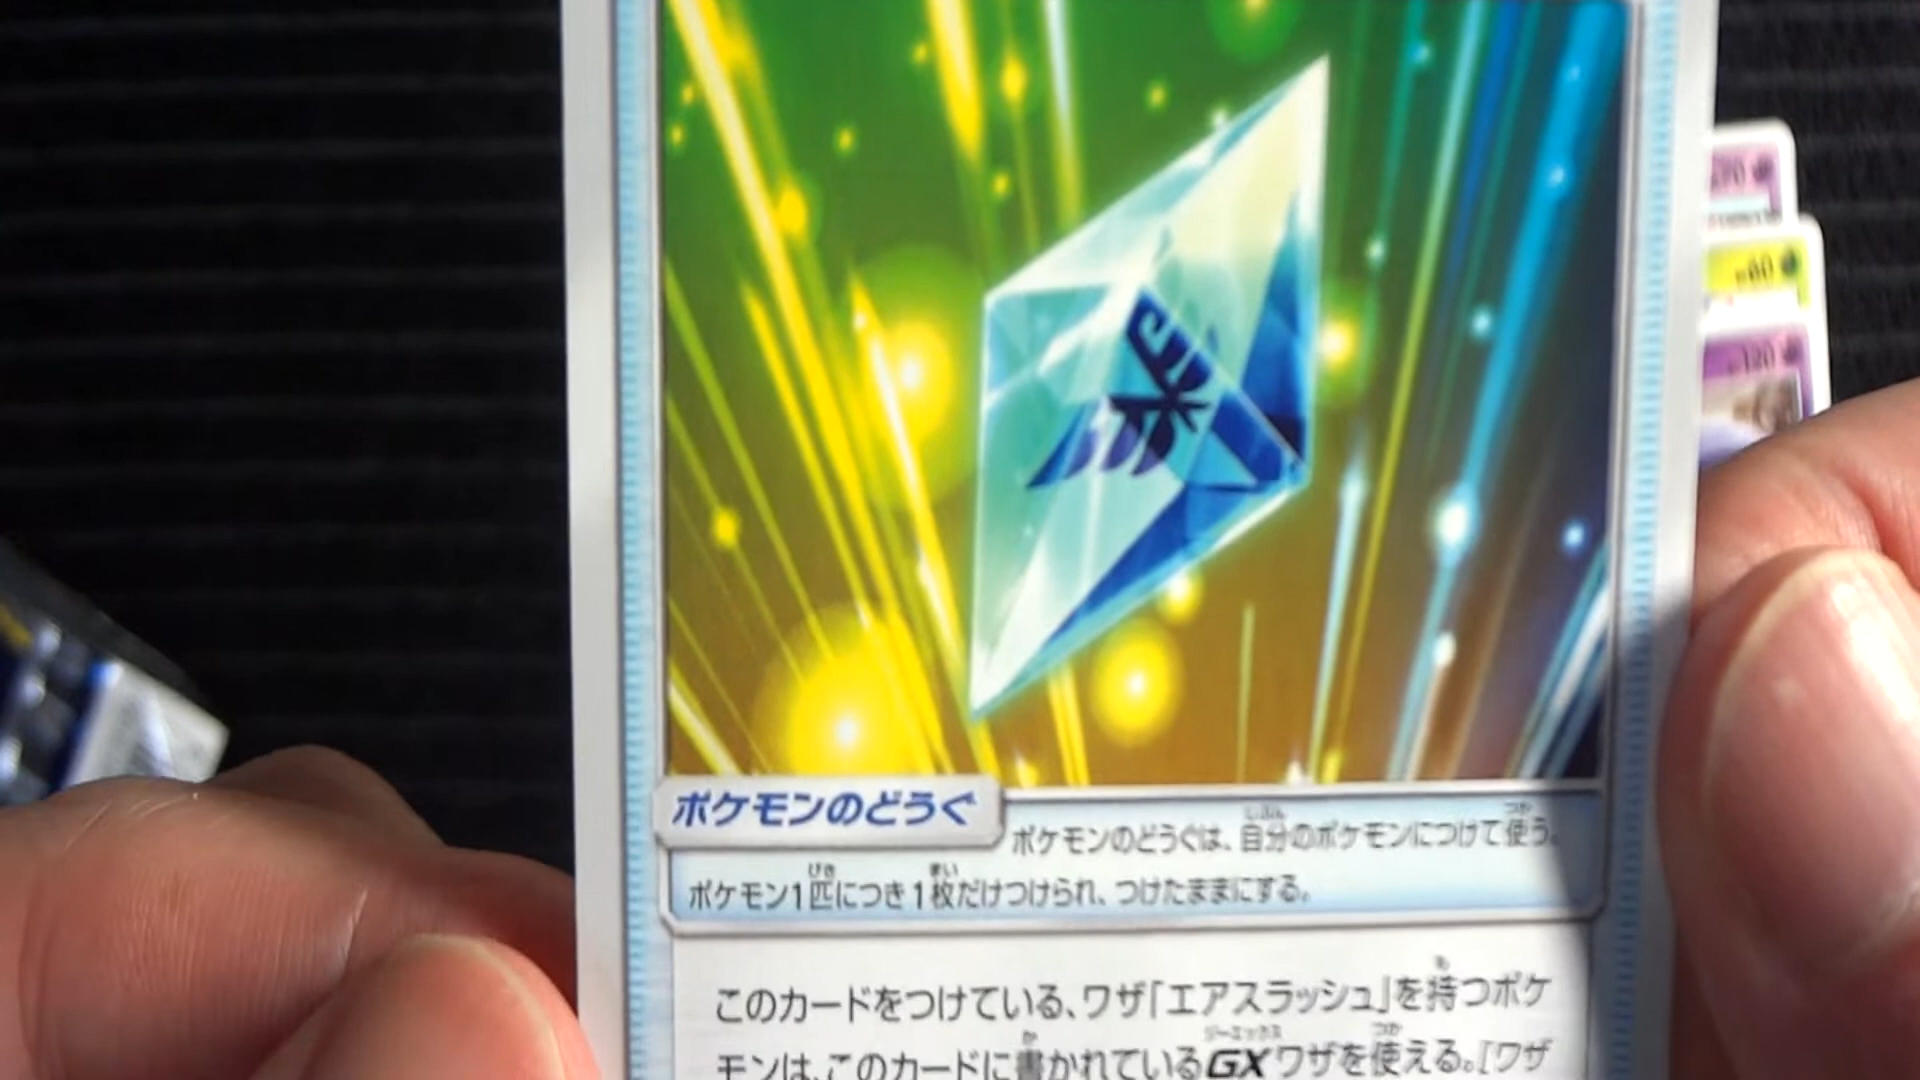 120
60
120
ポケモンのどうぐ
ポケモンのどうぐは、自分のポケモンにつけて使う。
ポケモン1匹につき1枚だけつけられ、つけたままにする。
このカードをつけている、ワザ「エアスラッシュ」を持つポケ
モンは、このカードに書かれているGXワザを使える。[ワザ